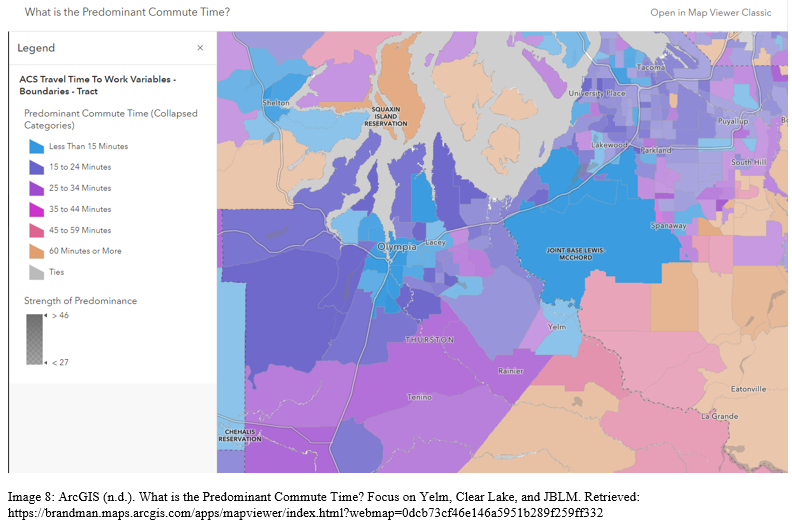 What is the Predominant Commute Time?
Open in Map Viewer Classic
Legend
×
ACS Travel Time To Work Variables -
Boundaries - Tract
Predominant Commute Time (Collapsed
Categories)
Less Than 15 Minutes
15 to 24 Minutes
25 to 34 Minutes
35 to 44 Minutes
45 to 59 Minutes
60 Minutes or More
Ties
Strength of Predominance
> 46
< 27
Tacoma
University Place
Shelton
SQUAXIN
ISLAND
RESERVATION
Puyallup
Lakewood
Parkland
South Hill
Spanaway
Olympia
Lacey
JOINT BASE LEWIS
MCCHORD
Yelm
THURSTON
Rainier
Tenino
Eatonville
La Grande
CHEHALIS
RESERVATION
Image 8: ArcGIS (n.d.). What is the Predominant Commute Time? Focus on Yelm, Clear Lake, and JBLM. Retrieved:
https://brandman.maps.arcgis.com/apps/mapviewer/index.html?webmap=0dcb73cf46e146a5951b289f259ff332